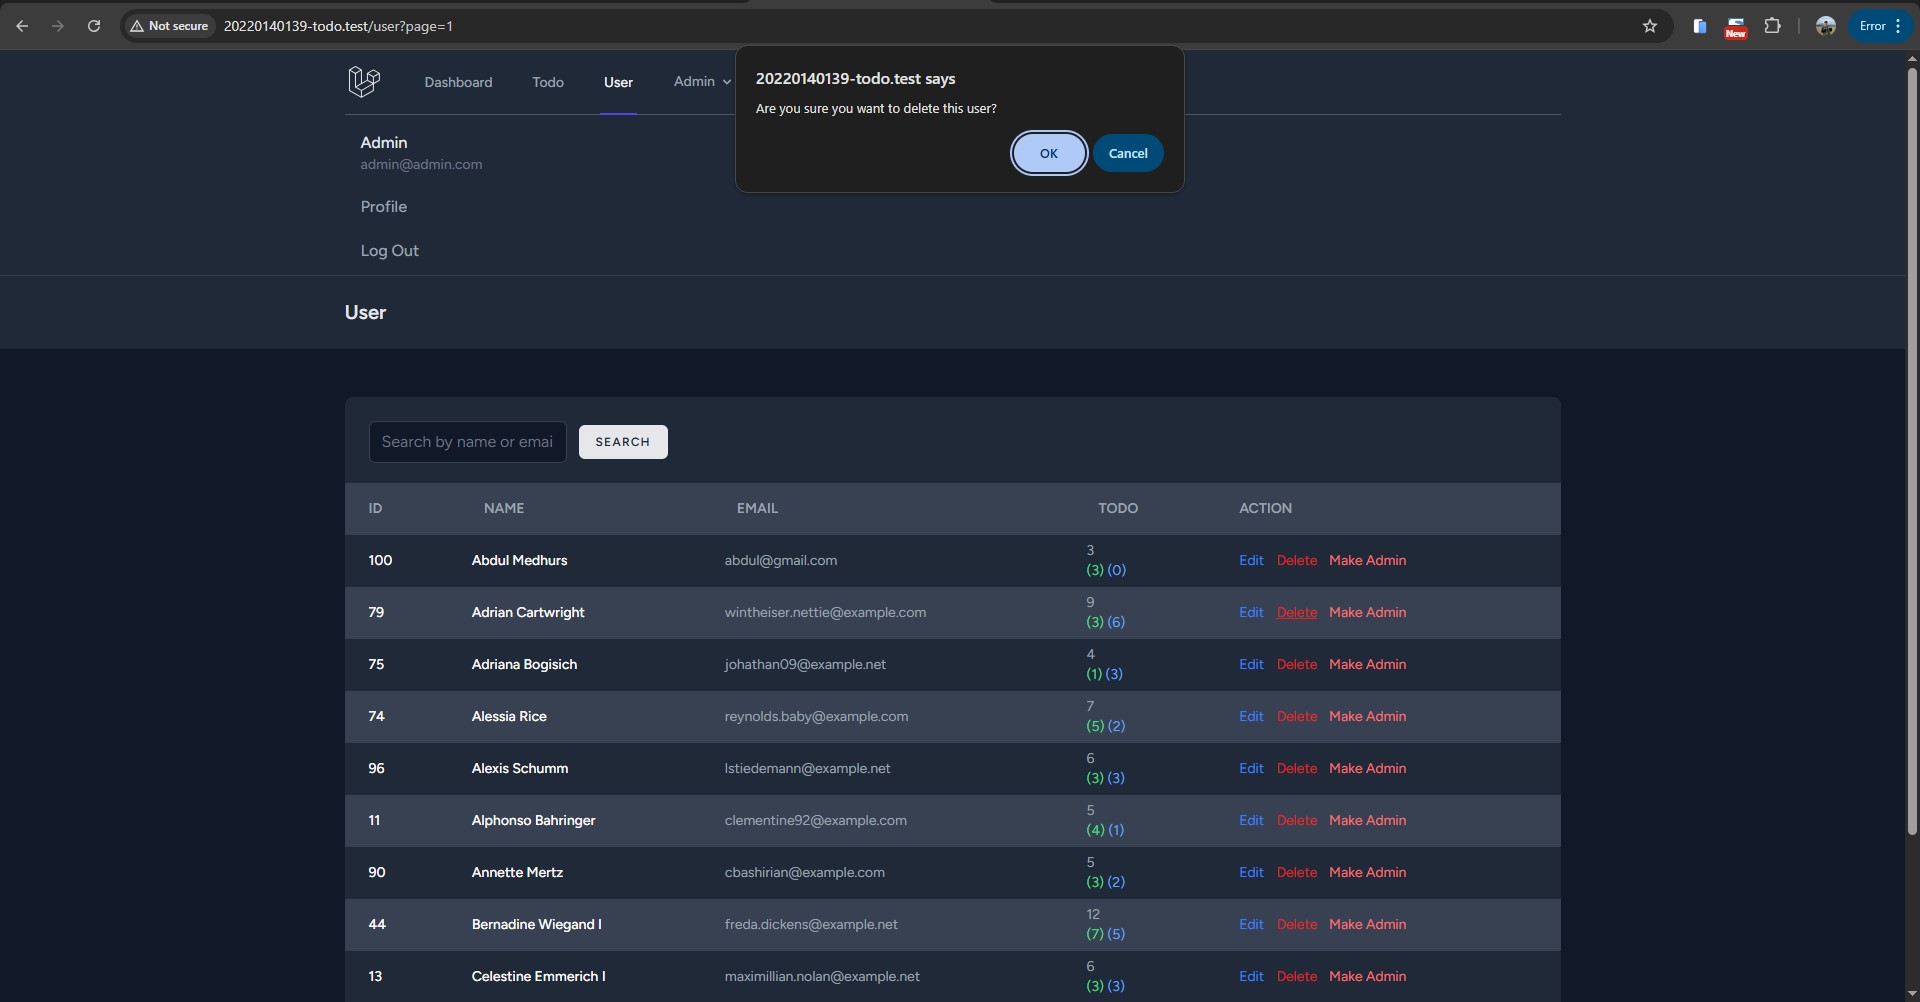 Not secure
20220140139-todo.test/user?page=1
New
Error
Dashboard Todo User Admin
20220140139-todo.test says
Are you sure you want to delete this user?
OK Cancel
Admin
admin@admin.com
Profile
Log Out
User
Search by name or emai
SEARCH
ID NAME EMAIL TODO ACTION
100 Abdul Medhurs abdul@gmail.com 3 (3) (0) Edit Delete Make Admin
79 Adrian Cartwright wintheiser.nettie@example.com 9 (3) (6) Edit Delete Make Admin
75 Adriana Bogisich johathan09@example.net 4 (1) (3) Edit Delete Make Admin
74 Alessia Rice reynolds.baby@example.com 7 (5) (2) Edit Delete Make Admin
96 Alexis Schumm lstiedemann@example.net 6 (3) (3) Edit Delete Make Admin
11 Alphonso Bahringer clementine92@example.com 5 (4) (1) Edit Delete Make Admin
90 Annette Mertz cbashirian@example.com 5 (3) (2) Edit Delete Make Admin
44 Bernadine Wiegand I freda.dickens@example.net 12 (7) (5) Edit Delete Make Admin
13 Celestine Emmerich I maximillian.nolan@example.net 6 (3) (3) Edit Delete Make Admin